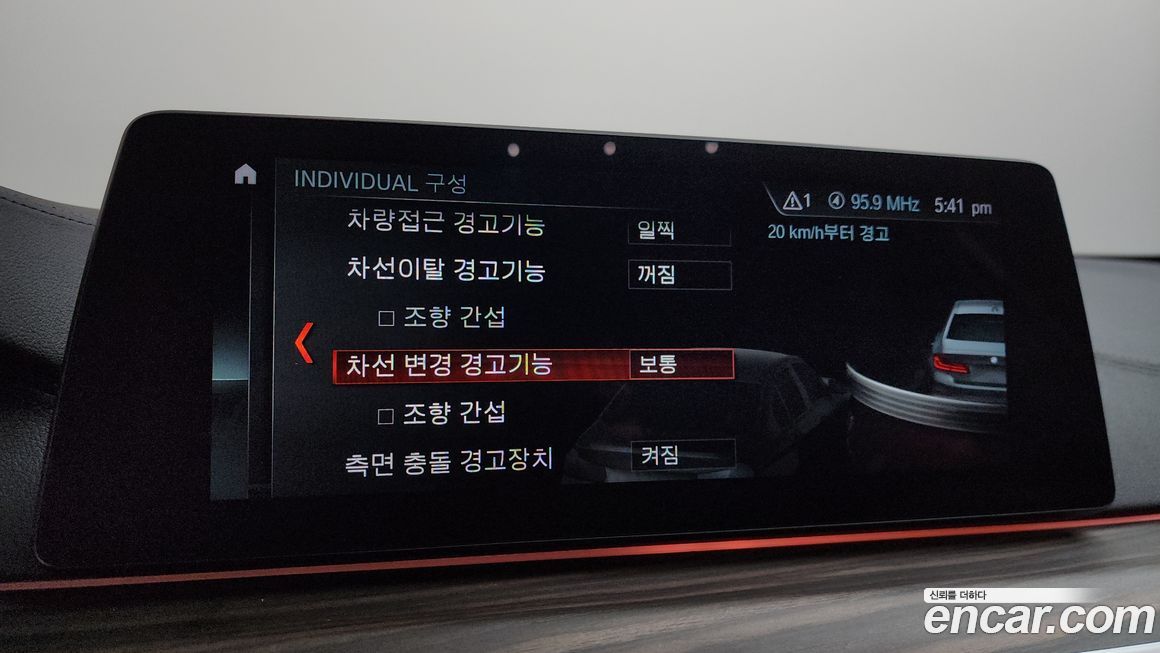 INDIVIDUAL 구성
⚠1 95.9 MHz 5:41 pm
20 km/h부터 경고
차량접근 경고기능 일찍
차선이탈 경고기능 꺼짐
□ 조향 간섭
차선 변경 경고기능 보통
□ 조향 간섭
측면 충돌 경고장치 켜짐
신뢰를 더하다
encar.com